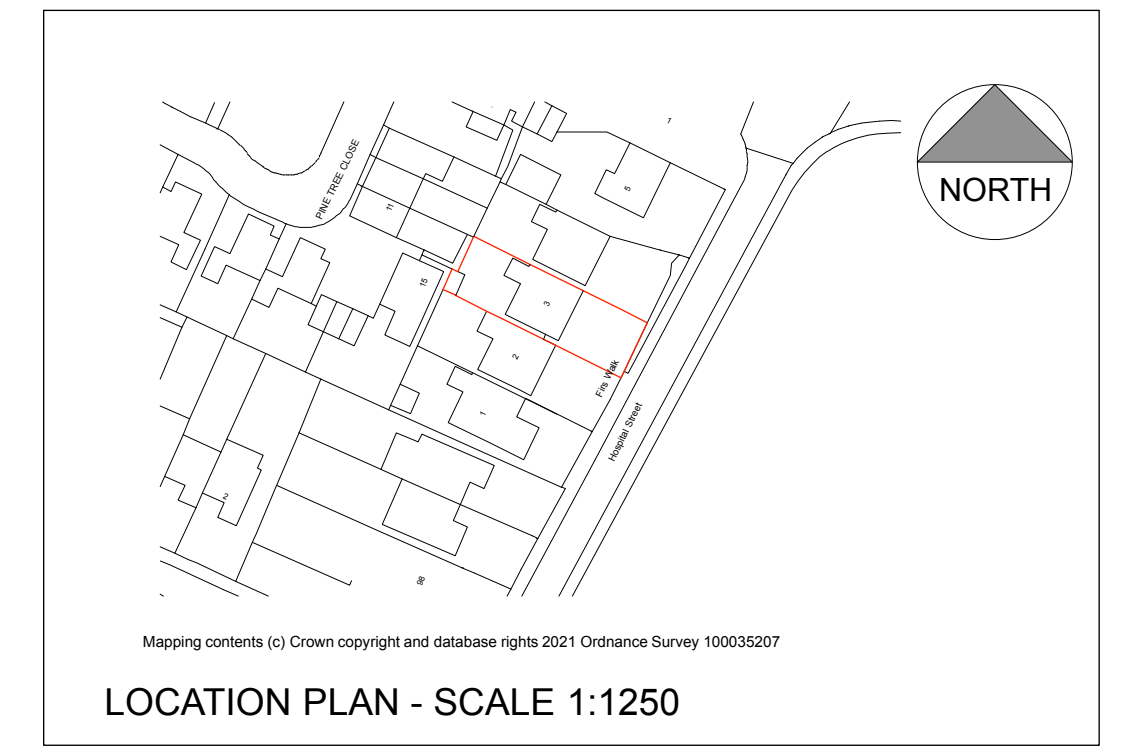 1
PINE TREE CLOSE
5
NORTH
11
15
3
2
Firs Walk
1
Hospital Street
2
98
Mapping contents (c) Crown copyright and database rights 2021 Ordnance Survey 100035207
LOCATION PLAN - SCALE 1:1250